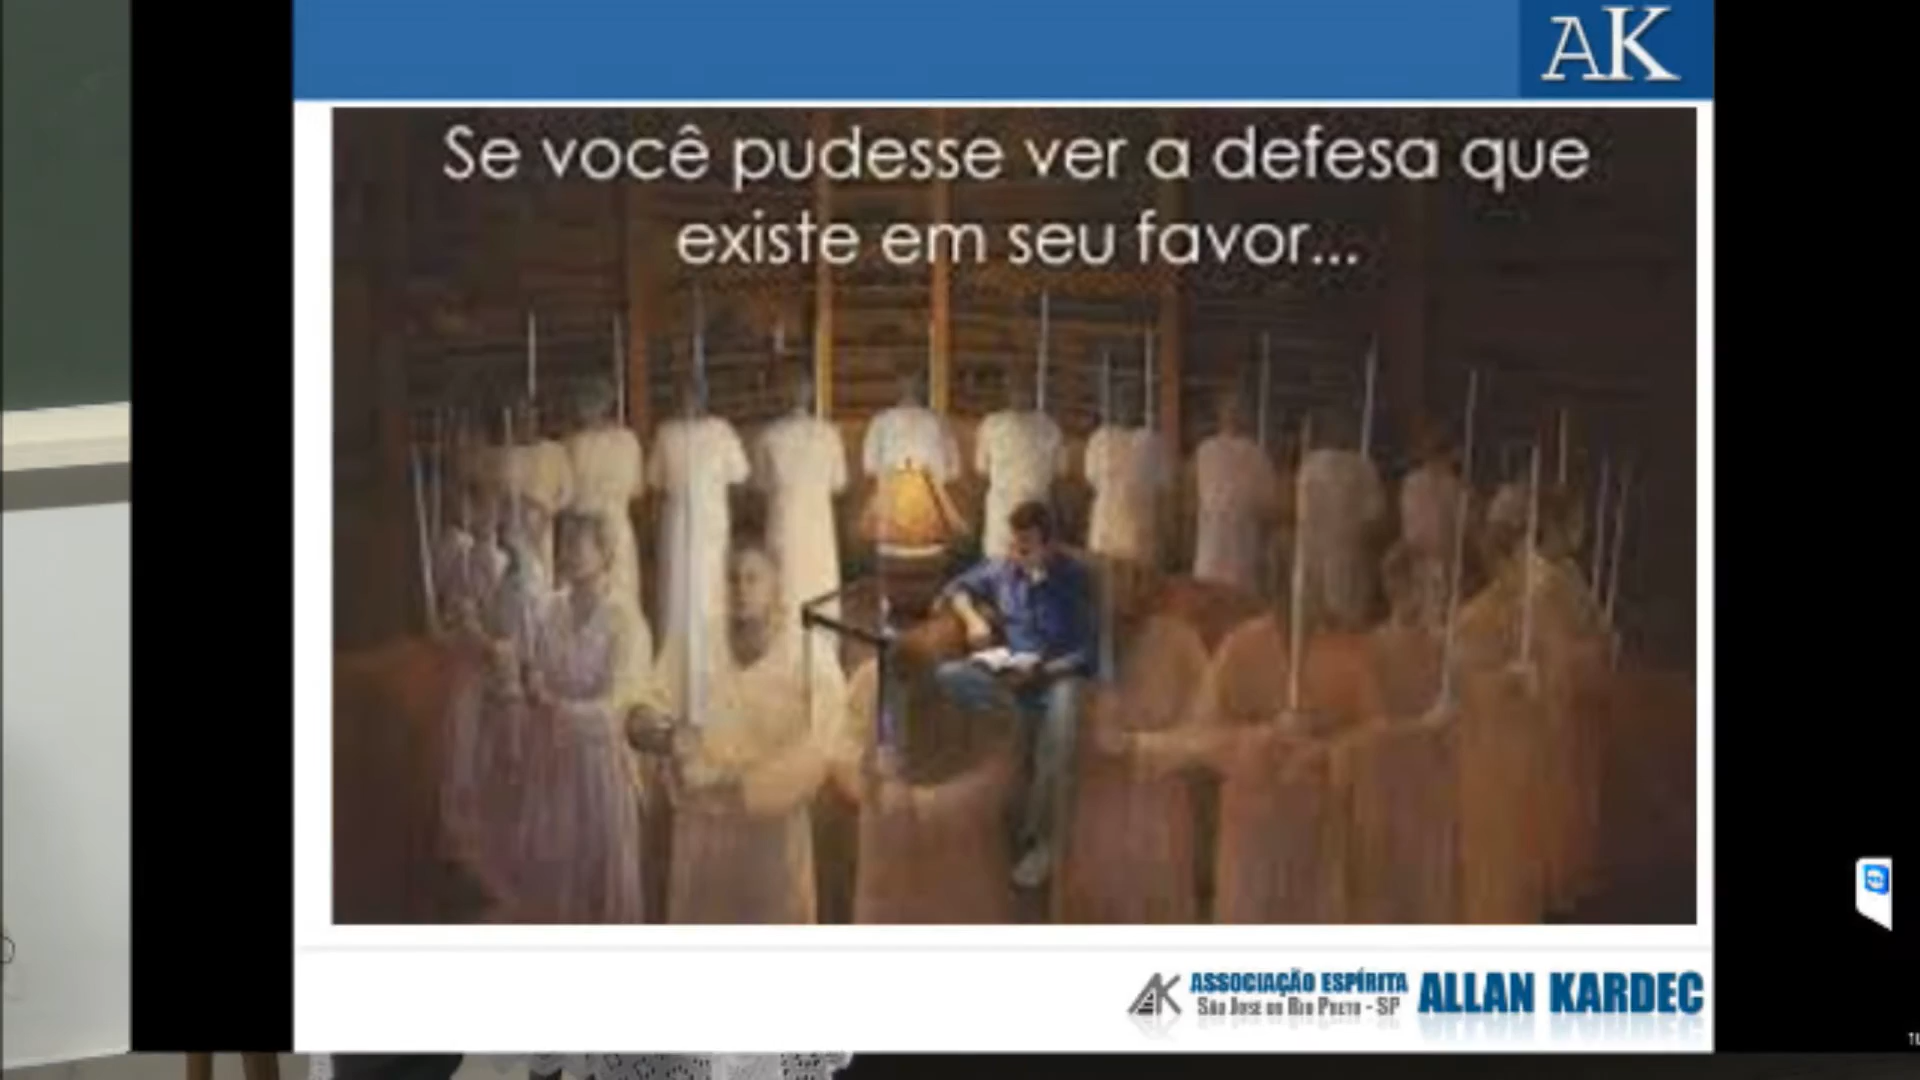 AK
Se você pudesse ver a defesa que
existe em seu favor...
AK ASSOCIAÇÃO ESPÍRITA ALLAN KARDEC
SÃO JOSÉ DO RIO PRETO - SP